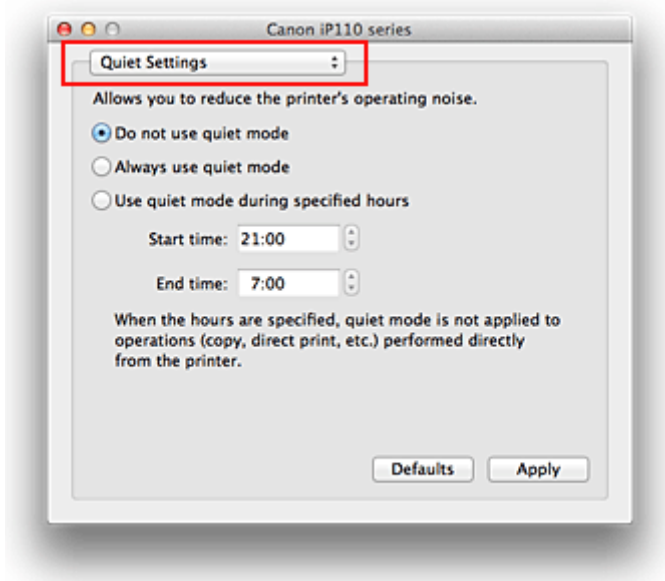 Canon iP110 series
Quiet Settings
Allows you to reduce the printer's operating noise.
Do not use quiet mode
Always use quiet mode
Use quiet mode during specified hours
Start time: 21:00
End time: 7:00
When the hours are specified, quiet mode is not applied to
operations (copy, direct print, etc.) performed directly
from the printer.
Defaults Apply